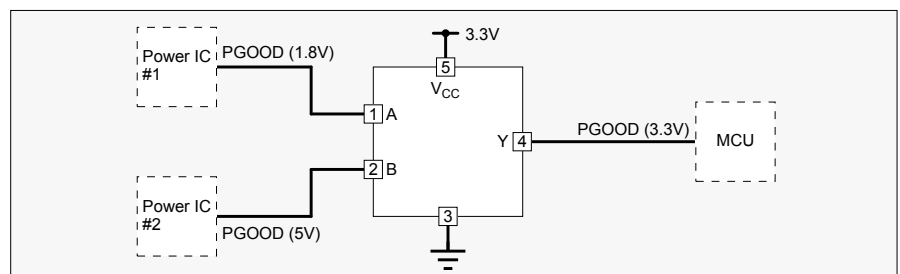 3.3V
Power IC
#1
PGOOD (1.8V)
5
VCC
1 A
PGOOD (3.3V)
Y 4
MCU
2 B
Power IC
#2
PGOOD (5V)
3